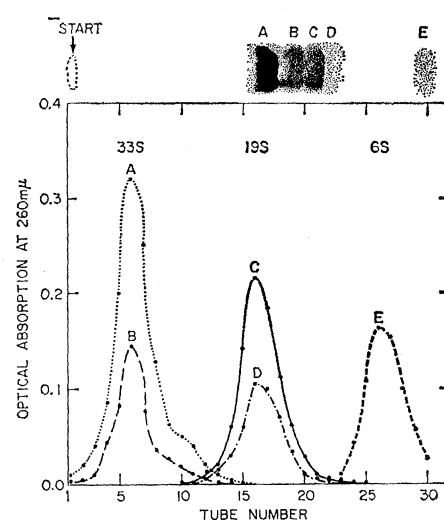 START
A B C D E
0.4
33S 19S 6S
A
0.3
C
0.2
E
B
D
0.1
0.0
1 5 10 15 20 25 30
TUBE NUMBER
OPTICAL ABSORPTION AT 260mμ